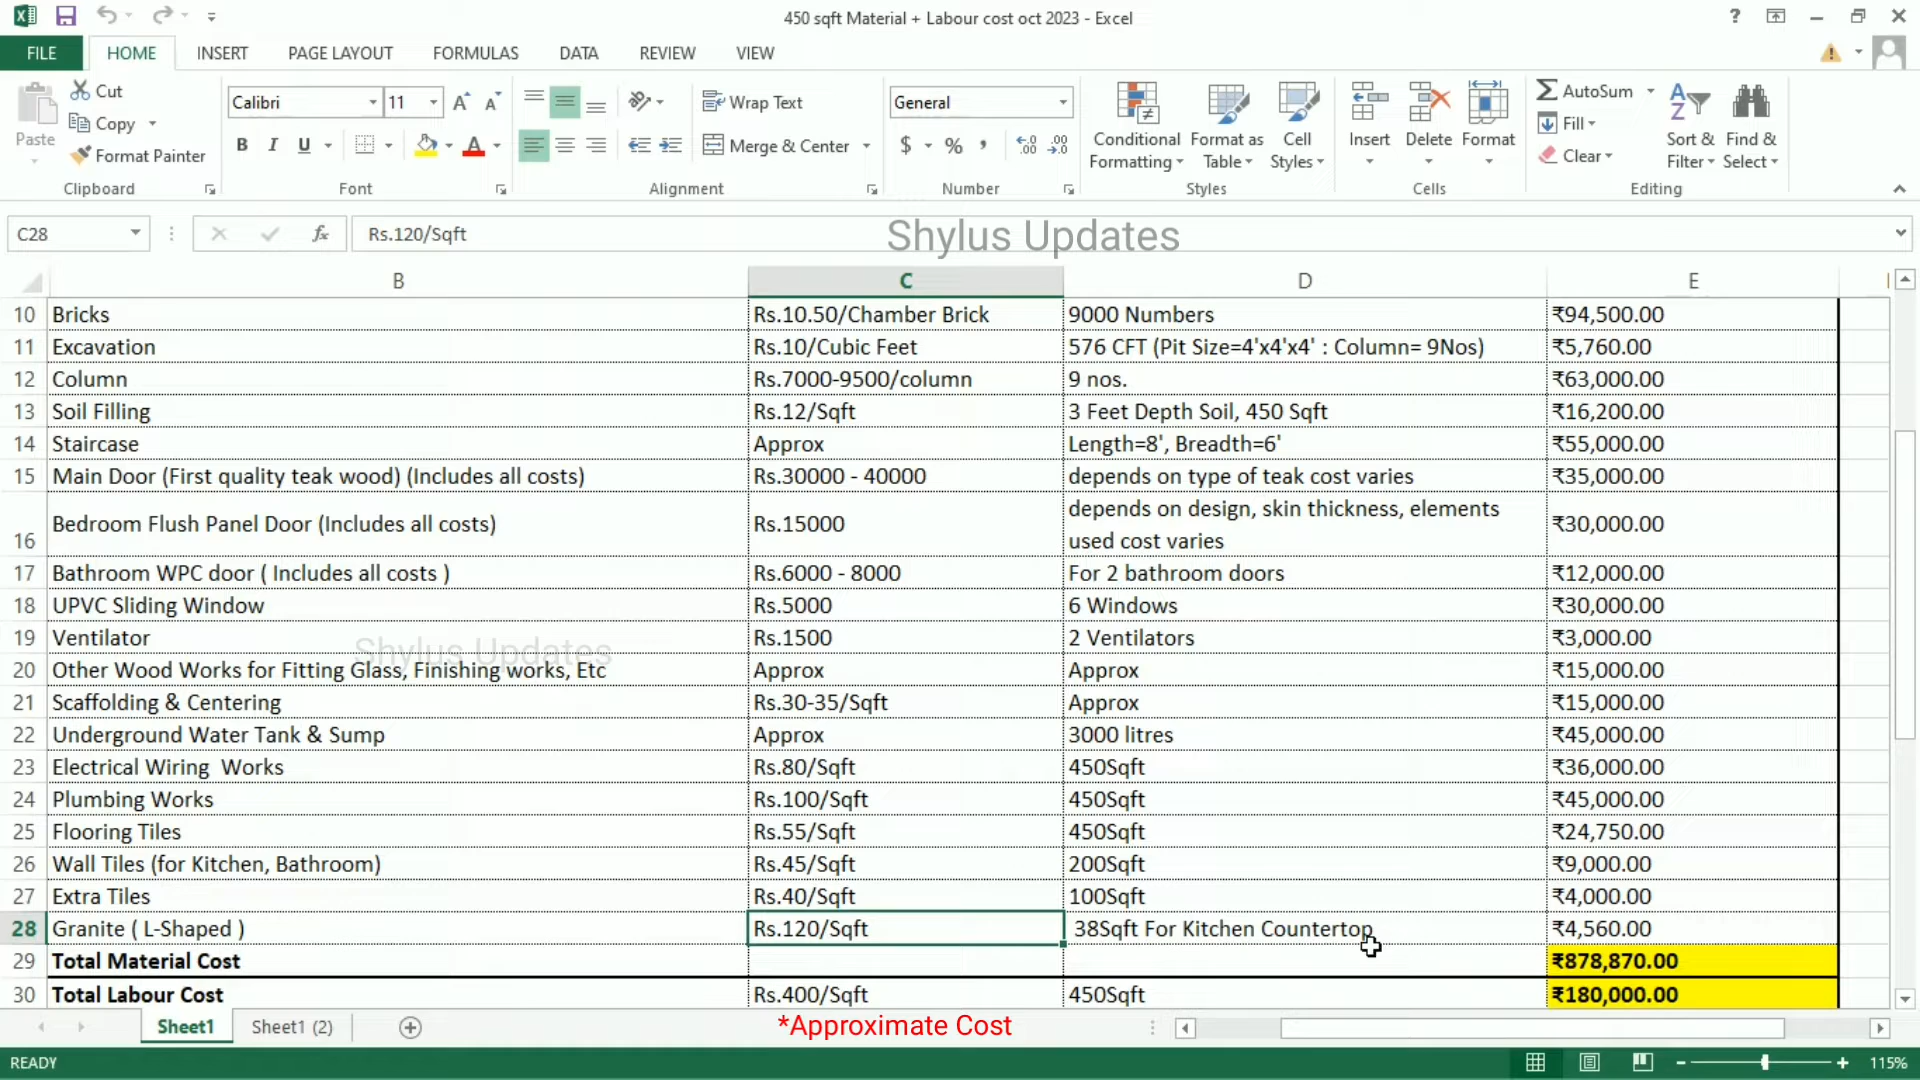 450 sqft Material + Labour cost oct 2023 - Excel
FILE HOME INSERT PAGE LAYOUT FORMULAS DATA REVIEW VIEW
Paste Cut Copy Format Painter Clipboard
Calibri 11 B I U Font
Wrap Text Merge & Center Alignment
General $ % , Number
Conditional Formatting Format as Table Cell Styles Styles
Insert Delete Format Cells
AutoSum Fill Clear Sort & Filter Find & Select Editing
C28 fx Rs.120/Sqft
Shylus Updates
B C D E
10 Bricks Rs.10.50/Chamber Brick 9000 Numbers ₹94,500.00
11 Excavation Rs.10/Cubic Feet 576 CFT (Pit Size=4'x4'x4' : Column= 9Nos) ₹5,760.00
12 Column Rs.7000-9500/column 9 nos. ₹63,000.00
13 Soil Filling Rs.12/Sqft 3 Feet Depth Soil, 450 Sqft ₹16,200.00
14 Staircase Approx Length=8', Breadth=6' ₹55,000.00
15 Main Door (First quality teak wood) (Includes all costs) Rs.30000 - 40000 depends on type of teak cost varies ₹35,000.00
16 Bedroom Flush Panel Door (Includes all costs) Rs.15000 depends on design, skin thickness, elements
used cost varies ₹30,000.00
17 Bathroom WPC door ( Includes all costs ) Rs.6000 - 8000 For 2 bathroom doors ₹12,000.00
18 UPVC Sliding Window Rs.5000 6 Windows ₹30,000.00
19 Ventilator Rs.1500 2 Ventilators ₹3,000.00
Shylus Updates
20 Other Wood Works for Fitting Glass, Finishing works, Etc Approx Approx ₹15,000.00
21 Scaffolding & Centering Rs.30-35/Sqft Approx ₹15,000.00
22 Underground Water Tank & Sump Approx 3000 litres ₹45,000.00
23 Electrical Wiring  Works Rs.80/Sqft 450Sqft ₹36,000.00
24 Plumbing Works Rs.100/Sqft 450Sqft ₹45,000.00
25 Flooring Tiles Rs.55/Sqft 450Sqft ₹24,750.00
26 Wall Tiles (for Kitchen, Bathroom) Rs.45/Sqft 200Sqft ₹9,000.00
27 Extra Tiles Rs.40/Sqft 100Sqft ₹4,000.00
28 Granite ( L-Shaped ) Rs.120/Sqft 38Sqft For Kitchen Countertop ₹4,560.00
29 Total Material Cost ₹878,870.00
30 Total Labour Cost Rs.400/Sqft 450Sqft ₹180,000.00
Sheet1 Sheet1 (2) *Approximate Cost
READY 115%